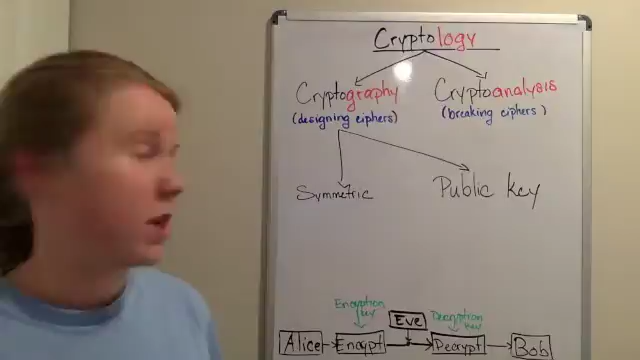 Cryptology
Cryptography Cryptoanalysis
(designing ciphers) (breaking ciphers)
Symmetric Public key
Encryption key Decryption key
Eve
Alice Encrypt Decrypt Bob